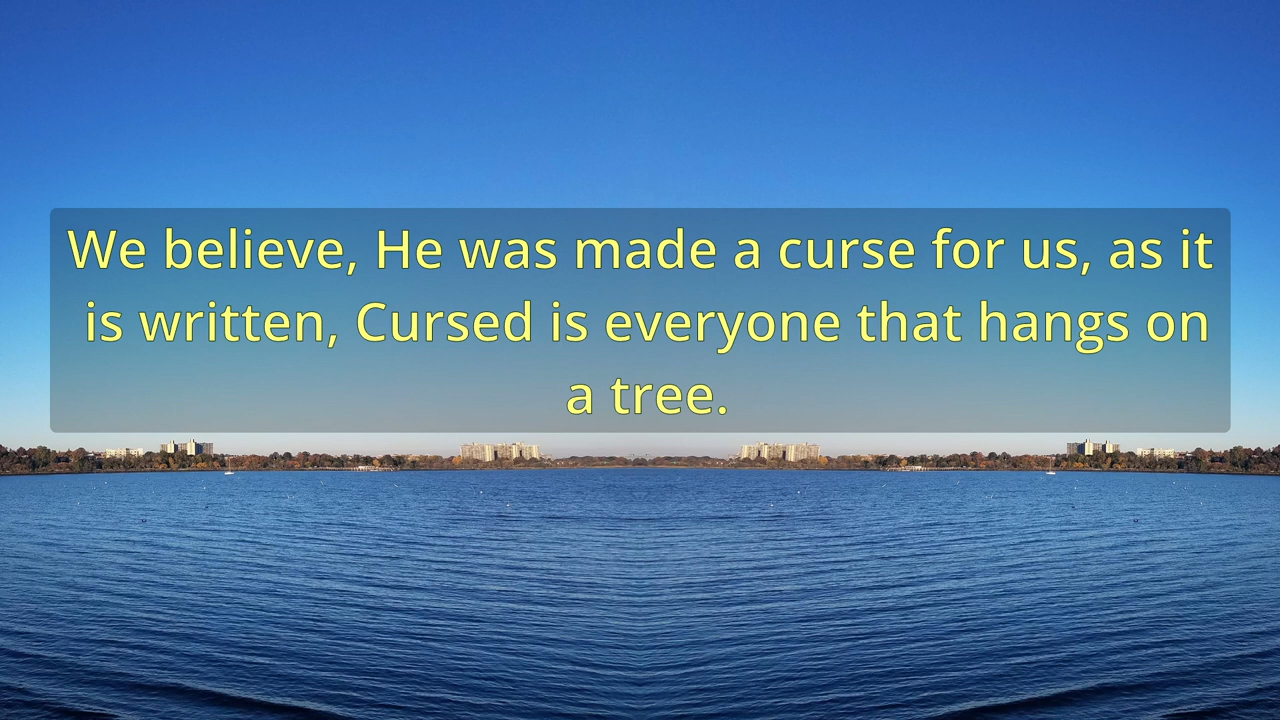 We believe, He was made a curse for us, as it
is written, Cursed is everyone that hangs on
a tree.